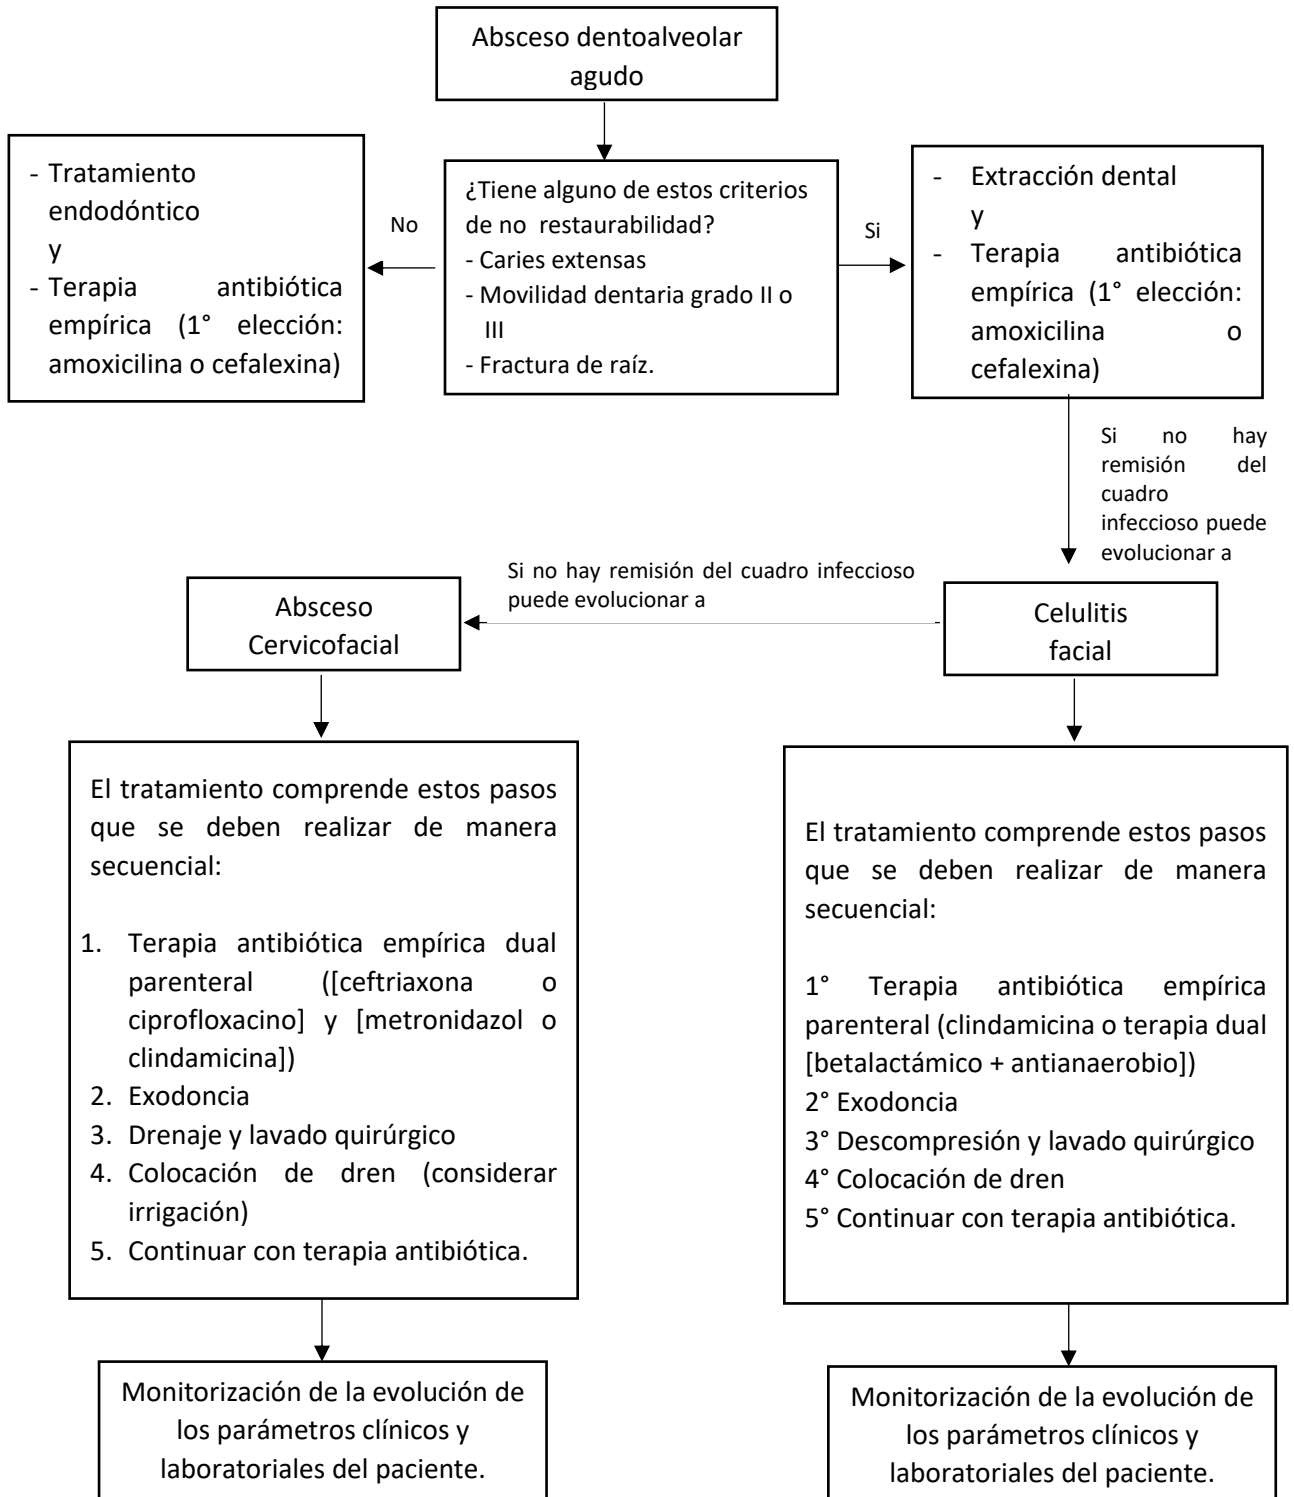 Absceso dentoalveolar
agudo
- Tratamiento
endodóntico
y
- Terapia antibiótica
empírica (1° elección:
amoxicilina o cefalexina)
No
¿Tiene alguno de estos criterios
de no restaurabilidad?
- Caries extensas
- Movilidad dentaria grado II o
III
- Fractura de raíz.
Si
- Extracción dental
y
- Terapia antibiótica
empírica (1° elección:
amoxicilina o
cefalexina)
Si no hay
remisión del
cuadro
infeccioso puede
evolucionar a
Si no hay remisión del cuadro infeccioso
puede evolucionar a
Absceso
Cervicofacial
Celulitis
facial
El tratamiento comprende estos pasos
que se deben realizar de manera
secuencial:
1. Terapia antibiótica empírica dual
parenteral ([ceftriaxona o
ciprofloxacino] y [metronidazol o
clindamicina])
2. Exodoncia
3. Drenaje y lavado quirúrgico
4. Colocación de dren (considerar
irrigación)
5. Continuar con terapia antibiótica.
El tratamiento comprende estos pasos
que se deben realizar de manera
secuencial:
1° Terapia antibiótica empírica
parenteral (clindamicina o terapia dual
[betalactámico + antianaerobio])
2° Exodoncia
3° Descompresión y lavado quirúrgico
4° Colocación de dren
5° Continuar con terapia antibiótica.
Monitorización de la evolución de
los parámetros clínicos y
laboratoriales del paciente.
Monitorización de la evolución de
los parámetros clínicos y
laboratoriales del paciente.